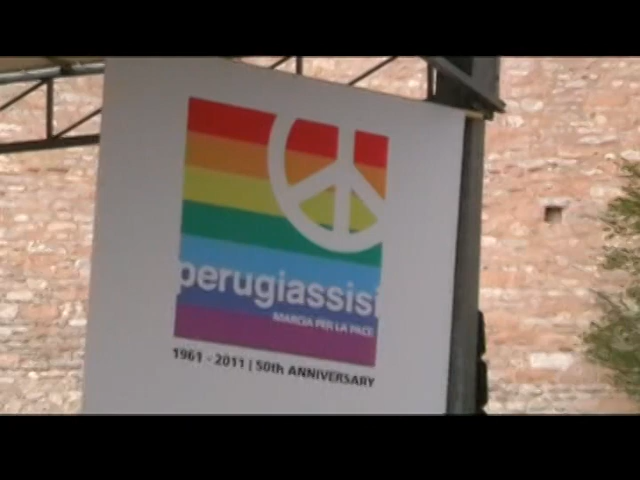 perugiassisi
MARCIA PER LA PACE
1961 - 2011 | 50th ANNIVERSARY